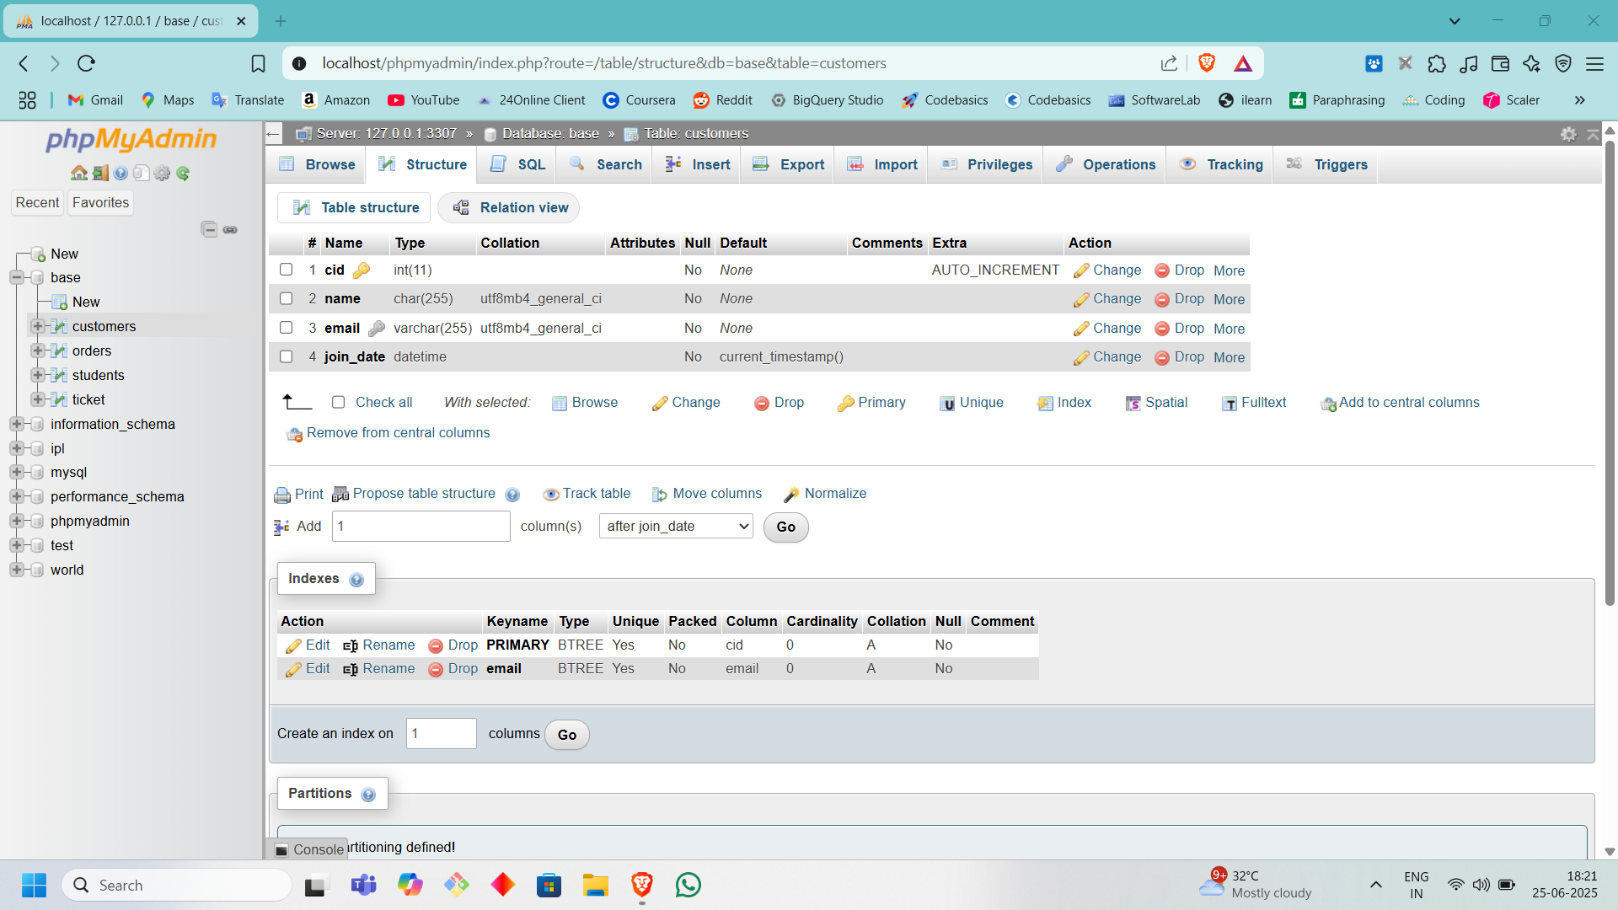 localhost / 127.0.0.1 / base / cus
localhost/phpmyadmin/index.php?route=/table/structure&db=base&table=customers
Gmail Maps Translate Amazon YouTube 24Online Client Coursera Reddit BigQuery Studio Codebasics Codebasics SoftwareLab ilearn Paraphrasing Coding Scaler »
phpMyAdmin
Recent Favorites
New
base
New
customers
orders
students
ticket
information_schema
ipl
mysql
performance_schema
phpmyadmin
test
world
Server: 127.0.0.1:3307 » Database: base » Table: customers
Browse Structure SQL Search Insert Export Import Privileges Operations Tracking Triggers
Table structure Relation view
# Name Type Collation Attributes Null Default Comments Extra Action
1 cid int(11) No None AUTO_INCREMENT Change Drop More
2 name char(255) utf8mb4_general_ci No None Change Drop More
3 email varchar(255) utf8mb4_general_ci No None Change Drop More
4 join_date datetime No current_timestamp() Change Drop More
Check all With selected: Browse Change Drop Primary Unique Index Spatial Fulltext Add to central columns
Remove from central columns
Print Propose table structure Track table Move columns Normalize
Add 1 column(s) after join_date Go
Indexes
Action Keyname Type Unique Packed Column Cardinality Collation Null Comment
Edit Rename Drop PRIMARY BTREE Yes No cid 0 A No
Edit Rename Drop email BTREE Yes No email 0 A No
Create an index on 1 columns Go
Partitions
Console rtitioning defined!
Search
9+ 32°C
Mostly cloudy
ENG
IN
18:21
25-06-2025